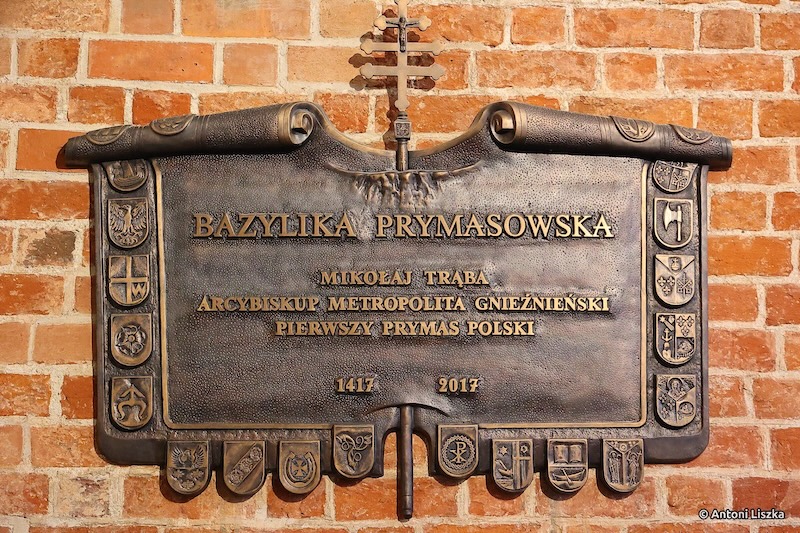 BAZYLIKA PRYMASOWSKA
MIKOŁAJ TRĄBA
ARCYBISKUP METROPOLITA GNIEŹNIEŃSKI
PIERWSZY PRYMAS POLSKI
1417 2017
© Antoni Liszka